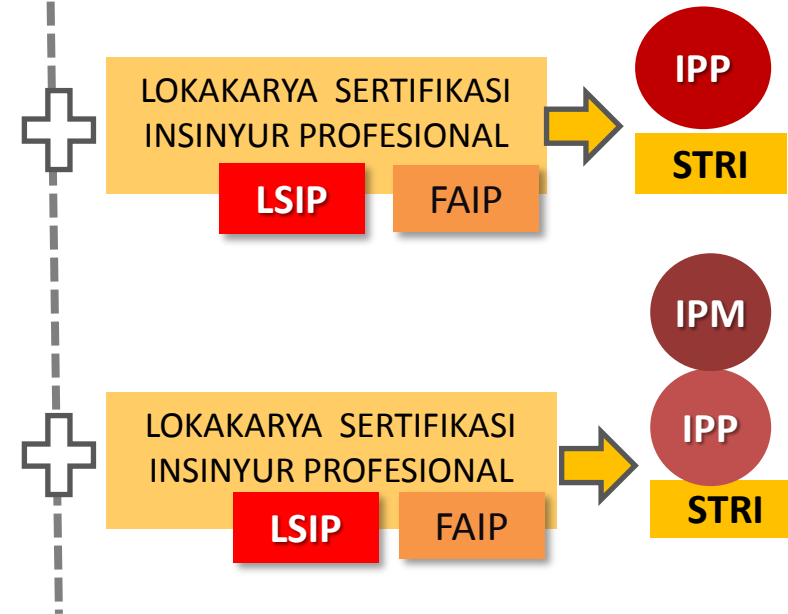 LOKAKARYA SERTIFIKASI
INSINYUR PROFESIONAL
LSIP
FAIP
IPP
STRI
LOKAKARYA SERTIFIKASI
INSINYUR PROFESIONAL
LSIP
FAIP
IPM
IPP
STRI